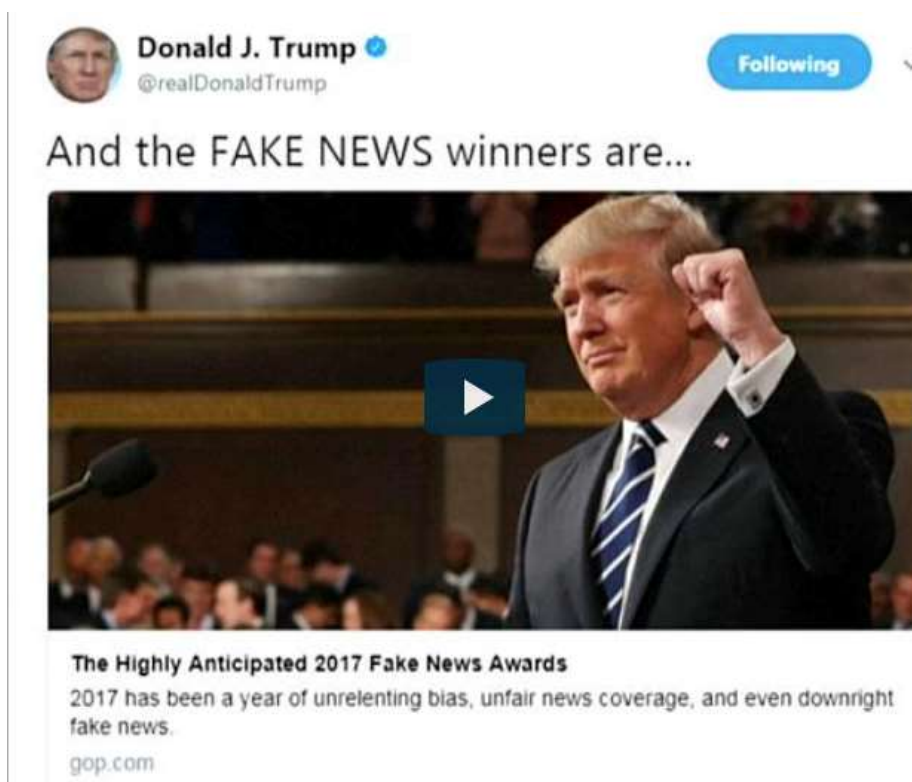 Donald J. Trump
@realDonaldTrump
Following
And the FAKE NEWS winners are...
The Highly Anticipated 2017 Fake News Awards
2017 has been a year of unrelenting bias, unfair news coverage, and even downright
fake news.
gop.com